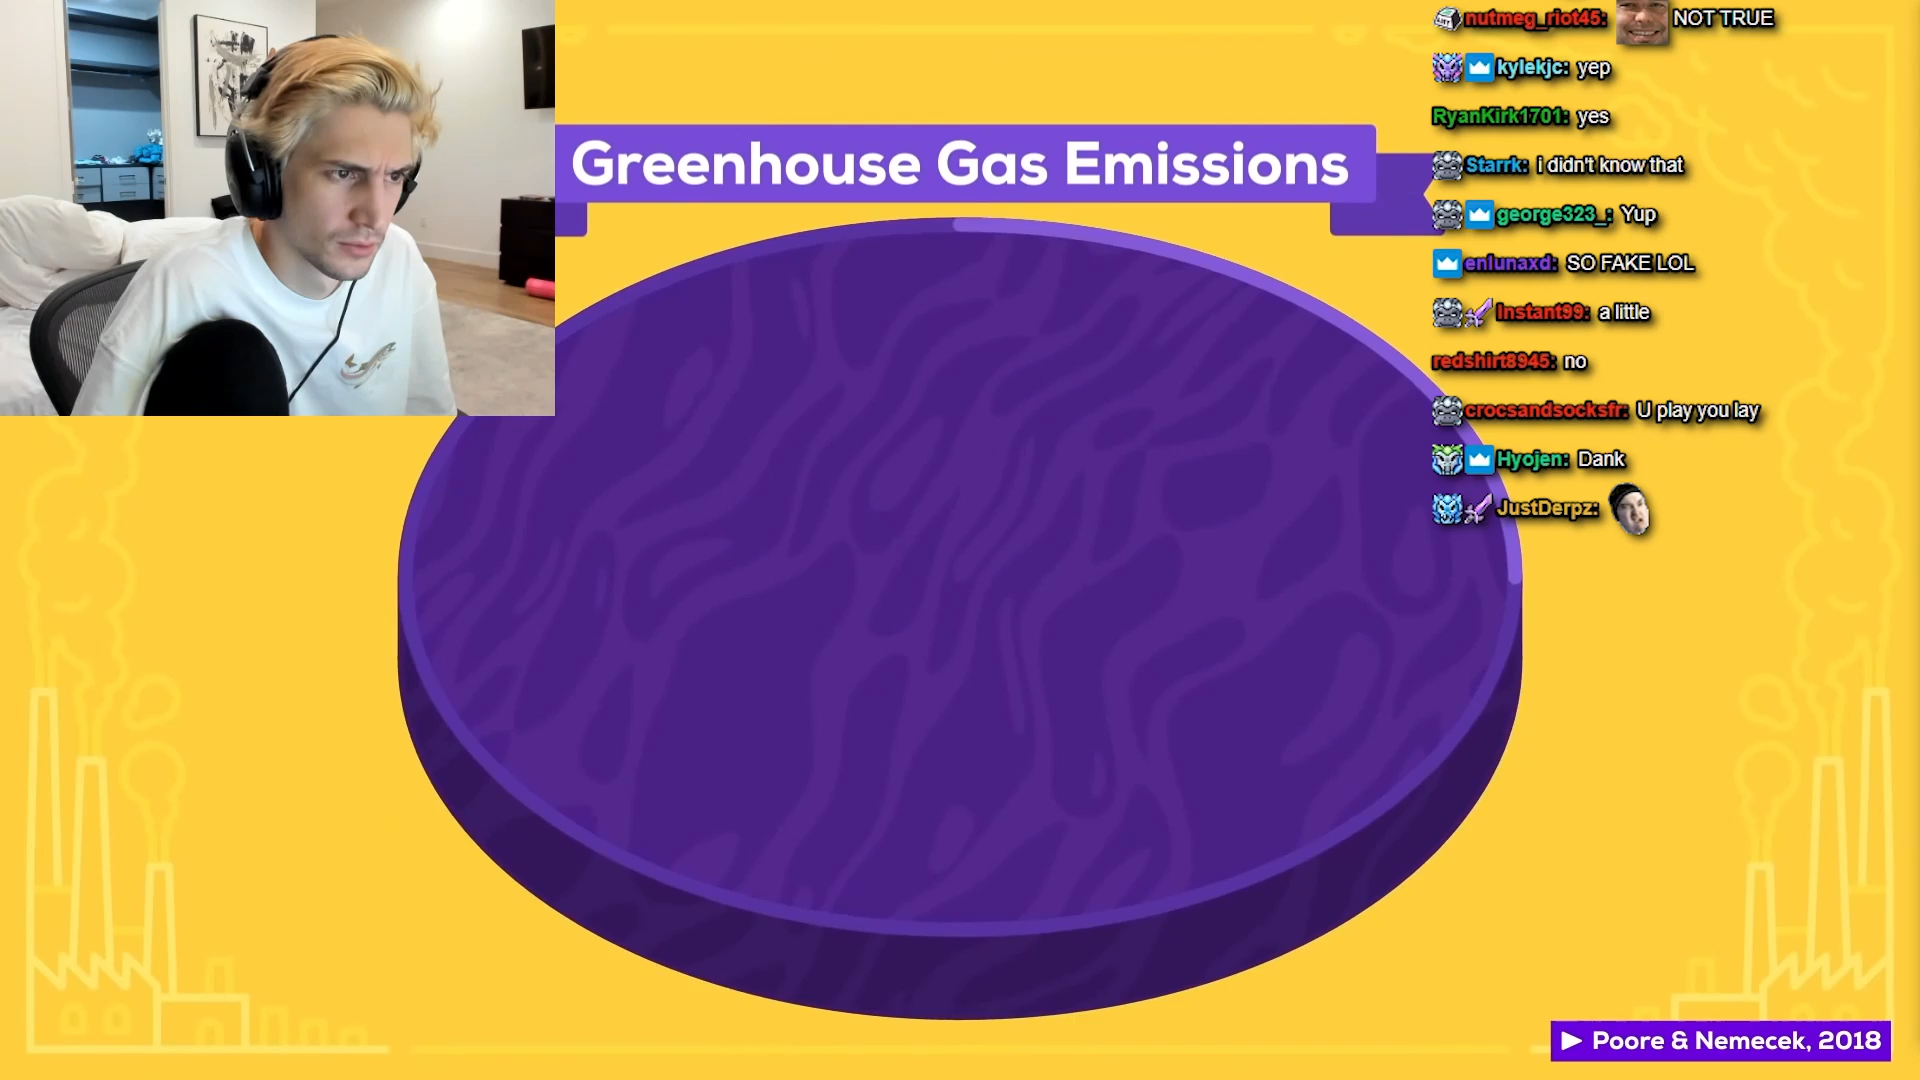 Greenhouse Gas Emissions
nutmeg_riot45: NOT TRUE
kylekjc: yep
RyanKirk1701: yes
Starrk: i didn't know that
george323_: Yup
enlunaxd: SO FAKE LOL
Instant99: a little
redshirt8945: no
crocsandsocksfr: U play you lay
Hyojen: Dank
JustDerpz:
Poore & Nemecek, 2018